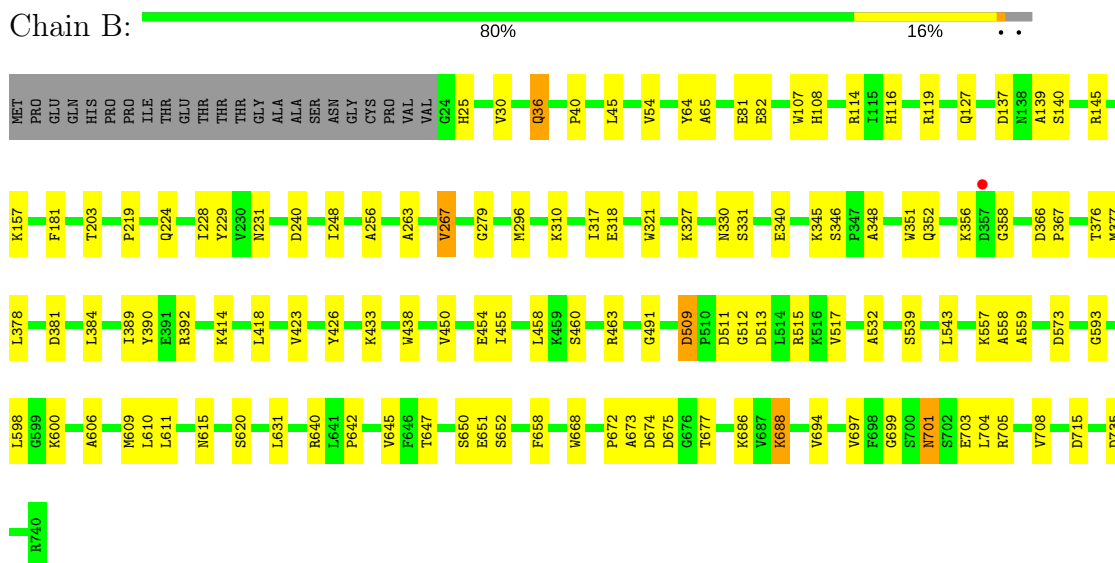 Chain B:
80% 16% • •
MET PRO GLU GLN HIS PRO PRO ILE THR GLU THR THR THR GLY ALA ALA SER ASN GLY CYS PRO VAL VAL G24 H25 V30 Q36 P40 L45 V54 Y64 A65 E81 E82 W107 H108 R114 I115 H116 R119 Q127 D137 N138 A139 S140 R145
K157 F181 T203 P219 Q224 I228 Y229 V230 N231 D240 I248 A256 A263 V267 G279 M296 K310 I317 E318 W321 K327 N330 S331 E340 K345 S346 P347 A348 W351 Q352 K356 D357 G358 D366 P367 T376 M377
L378 D381 L384 I389 Y390 E391 R392 K414 L418 V423 Y426 K433 W438 V450 E454 I455 L458 K459 S460 R463 G491 D509 P510 D511 G512 D513 L514 R515 K516 V517 A532 S539 L543 K557 A558 A559 D573 G593
L598 G599 K600 A606 M609 L610 L611 N615 S620 L631 R640 L641 P642 V645 F646 T647 S650 E651 S652 F658 W668 P672 A673 D674 D675 G676 T677 K686 V687 K688 V694 V697 F698 G699 S700 N701 S702 E703 L704 R705 V708 D715
R740